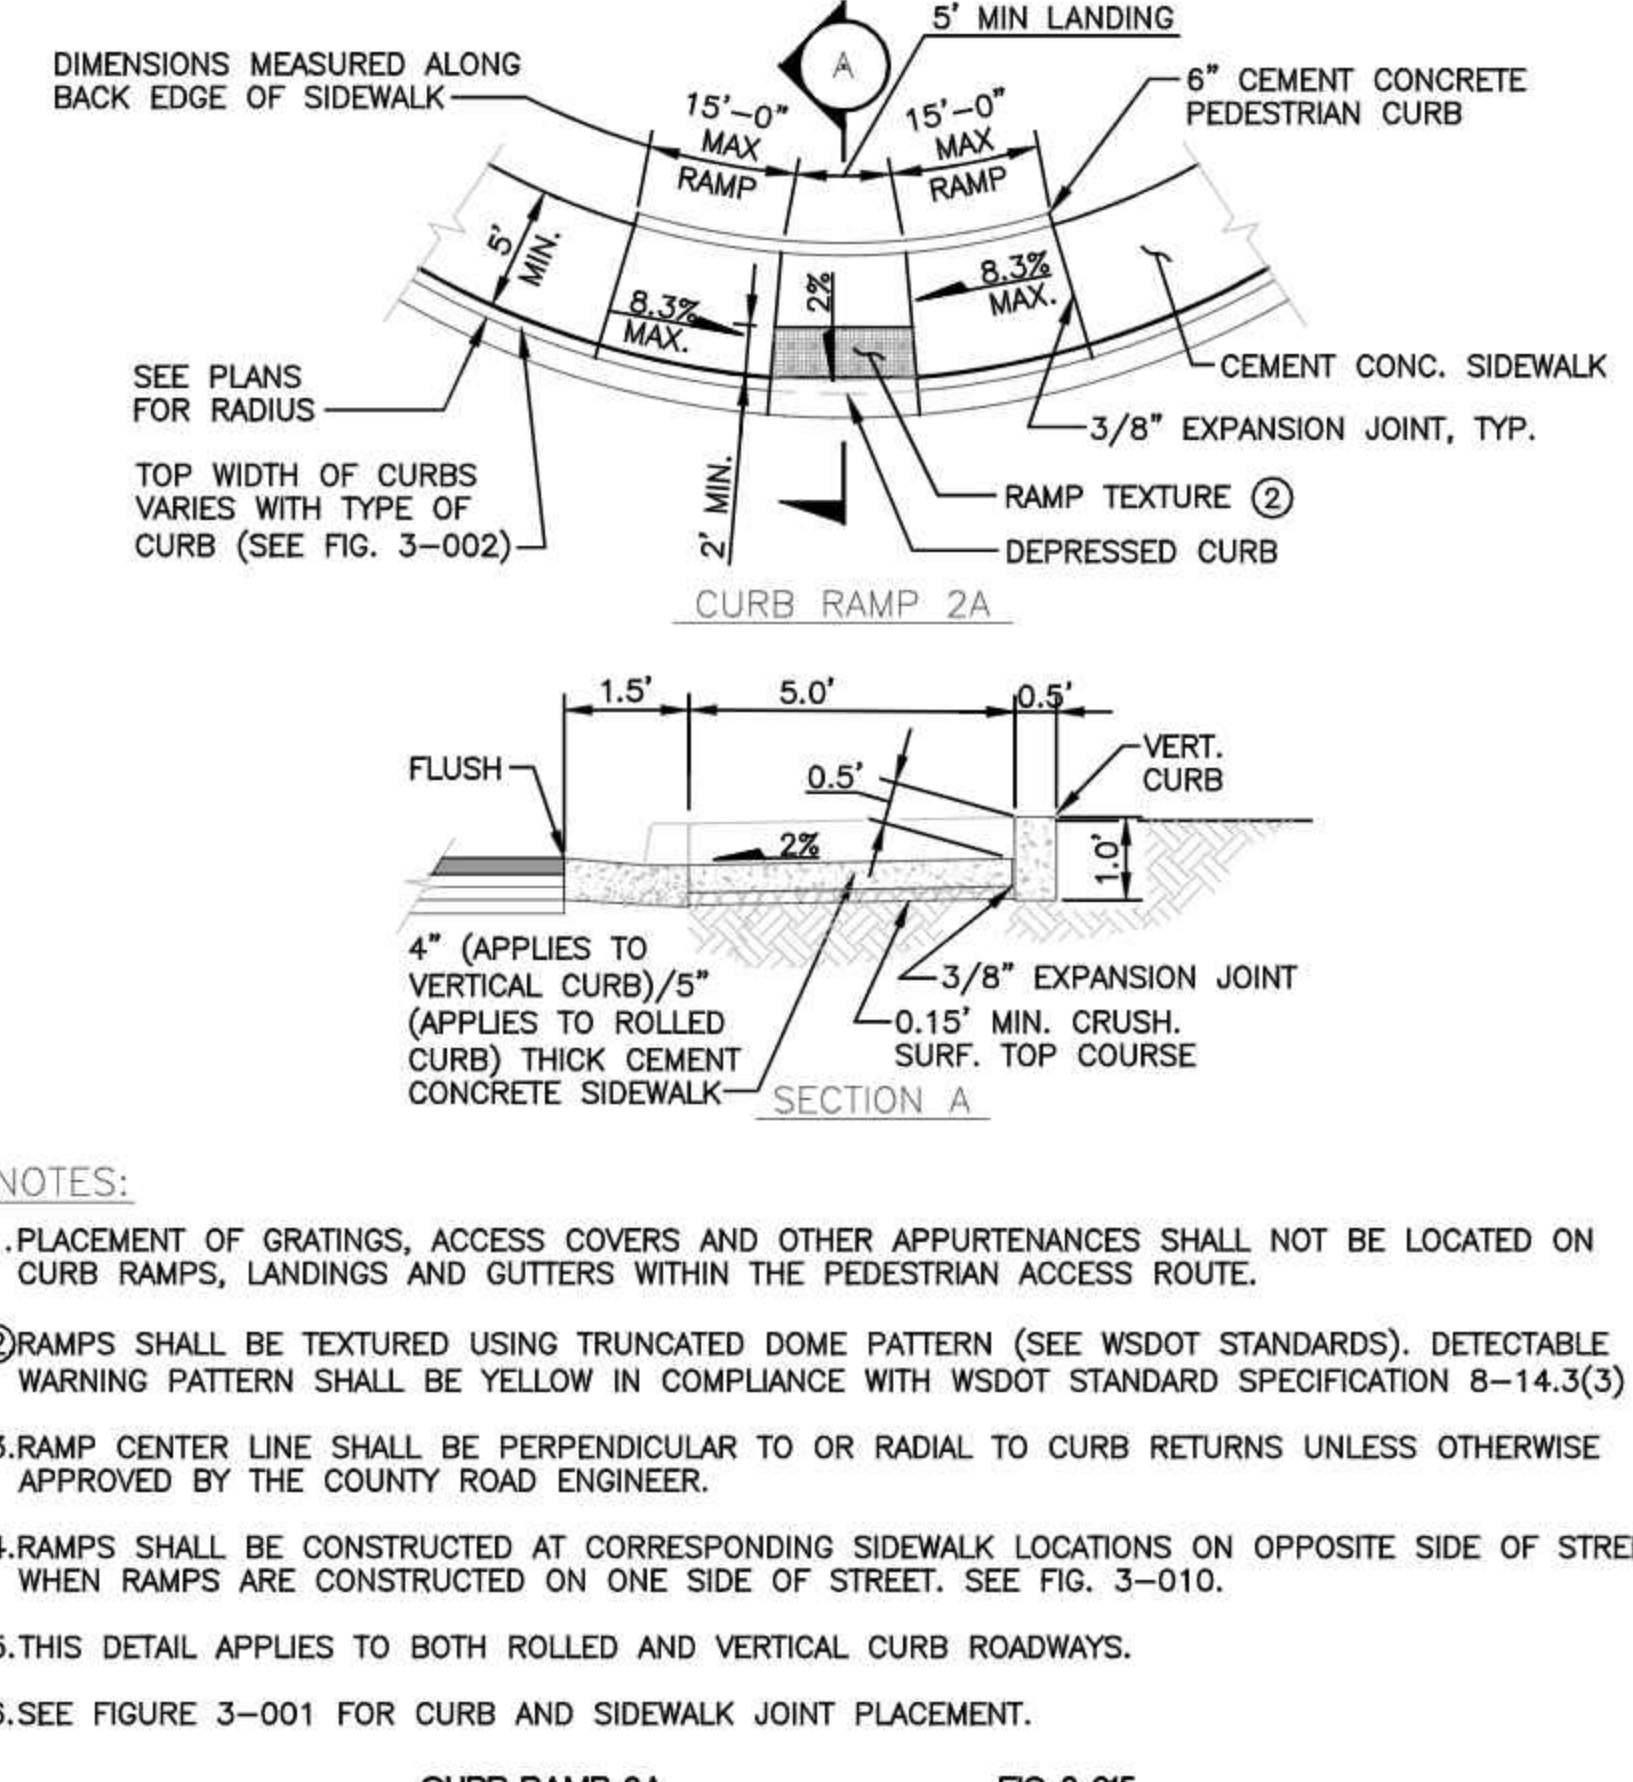 5' MIN LANDING
DIMENSIONS MEASURED ALONG
BACK EDGE OF SIDEWALK
A
6" CEMENT CONCRETE
PEDESTRIAN CURB
15'-0"
MAX
RAMP
15'-0"
MAX
RAMP
5'
MIN.
8.3%
MAX.
2%
8.3%
MAX.
SEE PLANS
FOR RADIUS
CEMENT CONC. SIDEWALK
3/8" EXPANSION JOINT, TYP.
TOP WIDTH OF CURBS
VARIES WITH TYPE OF
CURB (SEE FIG. 3-002)
2' MIN.
RAMP TEXTURE 2
DEPRESSED CURB
CURB RAMP 2A
1.5'
5.0'
0.5'
FLUSH
0.5'
VERT.
CURB
2%
1.0'
4" (APPLIES TO
VERTICAL CURB)/5"
(APPLIES TO ROLLED
CURB) THICK CEMENT
CONCRETE SIDEWALK
3/8" EXPANSION JOINT
0.15' MIN. CRUSH.
SURF. TOP COURSE
SECTION A
NOTES:
.PLACEMENT OF GRATINGS, ACCESS COVERS AND OTHER APPURTENANCES SHALL NOT BE LOCATED ON
CURB RAMPS, LANDINGS AND GUTTERS WITHIN THE PEDESTRIAN ACCESS ROUTE.
2 RAMPS SHALL BE TEXTURED USING TRUNCATED DOME PATTERN (SEE WSDOT STANDARDS). DETECTABLE
WARNING PATTERN SHALL BE YELLOW IN COMPLIANCE WITH WSDOT STANDARD SPECIFICATION 8-14.3(3)
3.RAMP CENTER LINE SHALL BE PERPENDICULAR TO OR RADIAL TO CURB RETURNS UNLESS OTHERWISE
APPROVED BY THE COUNTY ROAD ENGINEER.
4.RAMPS SHALL BE CONSTRUCTED AT CORRESPONDING SIDEWALK LOCATIONS ON OPPOSITE SIDE OF
WHEN RAMPS ARE CONSTRUCTED ON ONE SIDE OF STREET. SEE FIG. 3-010.
5.THIS DETAIL APPLIES TO BOTH ROLLED AND VERTICAL CURB ROADWAYS.
6.SEE FIGURE 3-001 FOR CURB AND SIDEWALK JOINT PLACEMENT.